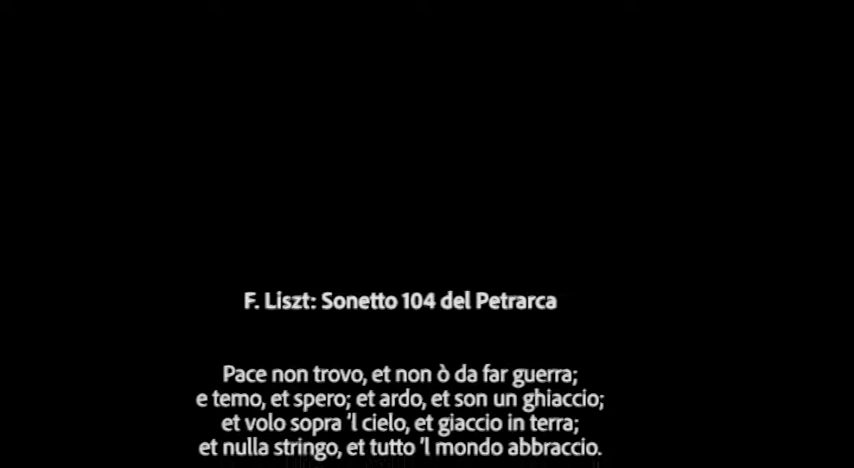 F. Liszt: Sonetto 104 del Petrarca
Pace non trovo, et non ò da far guerra;
e temo, et spero; et ardo, et son un ghiaccio;
et volo sopra 'l cielo, et giaccio in terra;
et nulla stringo, et tutto 'l mondo abbraccio.